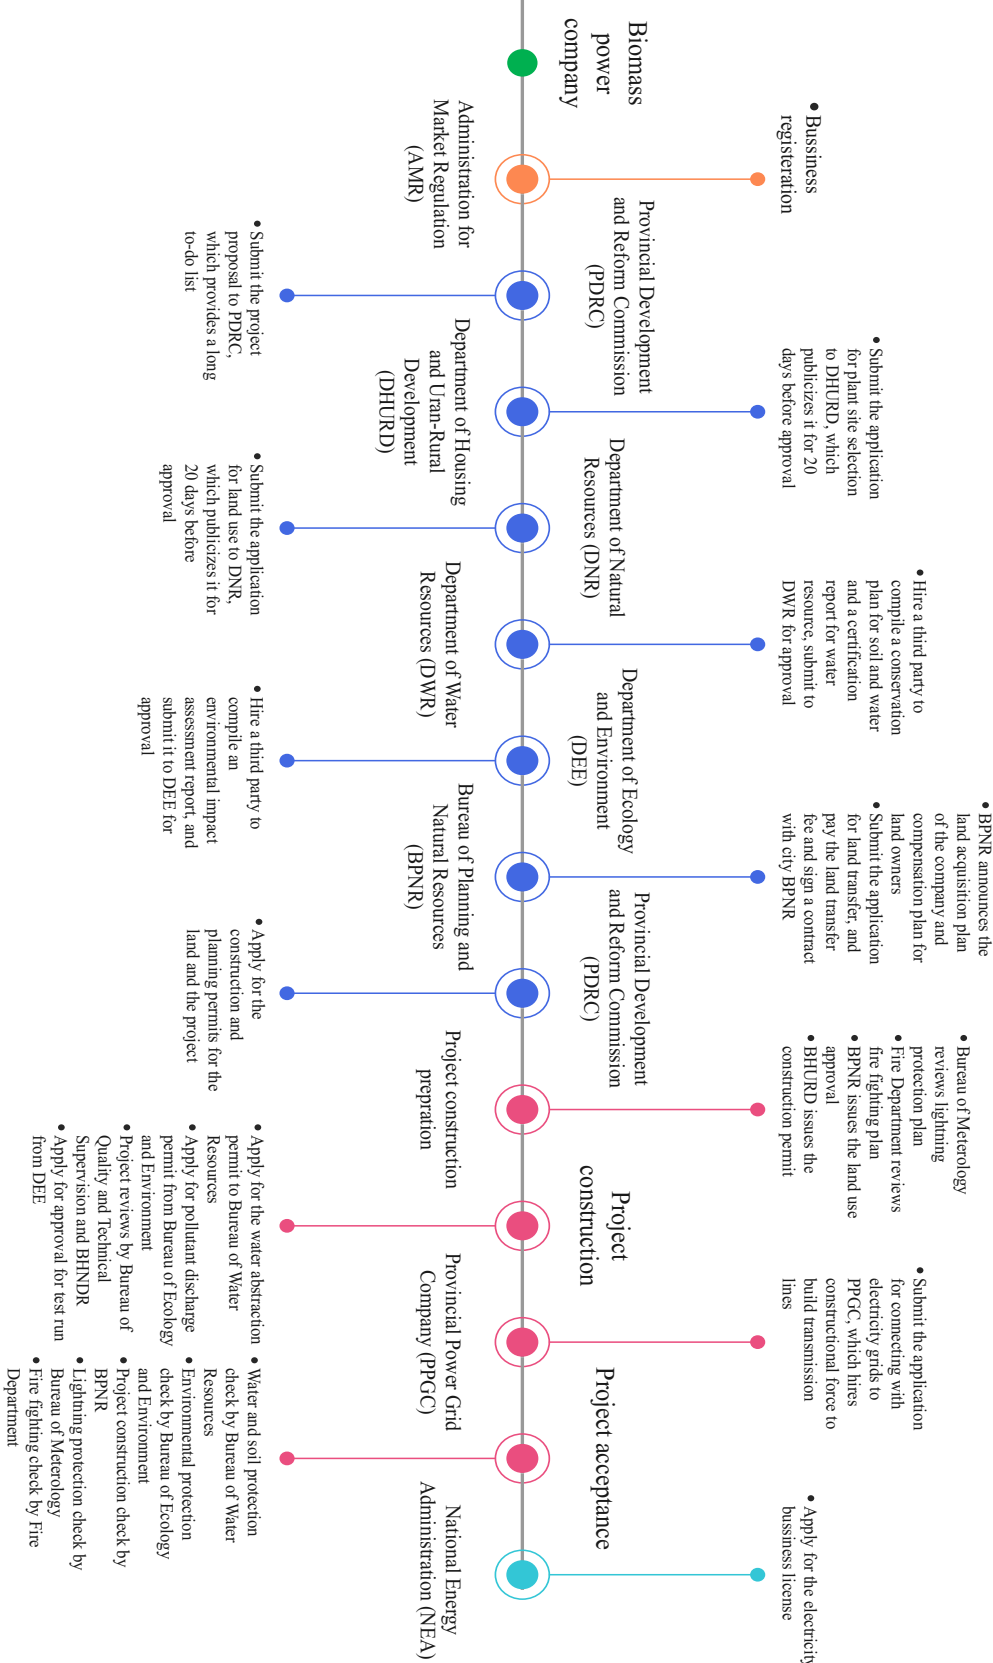 Biomass
power
company
• Bussiness
registeration
Administration for
Market Regulation
(AMR)
Provincial Development
and Reform Commission
(PDRC)
• Submit the project
proposal to PDRC,
which provides a long
to-do list
Department of Housing
and Uran-Rural
Development
(DHURD)
• Submit the application
for plant site selection
to DHURD, which
publicizes it for 20
days before approval
Department of Natural
Resources (DNR)
• Submit the application
for land use to DNR,
which publicizes it for
20 days before
approval
Department of Water
Resources (DWR)
• Hire a third party to
compile a conservation
plan for soil and water
and a certification
report for water
resource, submit to
DWR for approval
Department of Ecology
and Environment
(DEE)
• Hire a third party to
compile an
environmental impact
assessment report, and
submit it to DEE for
approval
Bureau of Planning and
Natural Resources
(BPNR)
• BPNR announces the
land acquisition plan
of the company and
compensation plan for
land owners
• Submit the application
for land transfer, and
pay the land transfer
fee and sign a contract
with city BPNR
Provincial Development
and Reform Commission
(PDRC)
• Apply for the
construction and
planning permits for the
land and the project
Project construction
prepration
• Bureau of Meterology
reviews lightning
protection plan
• Fire Department reviews
fire fighting plan
• BPNR issues the land use
approval
• BHURD issues the
construction permit
Project
construction
• Apply for the water abstraction
permit to Bureau of Water
Resources
• Apply for pollutant discharge
permit from Bureau of Ecology
and Environment
• Project reviews by Bureau of
Quality and Technical
Supervision and BHNDR
• Apply for approval for test run
from DEE
Provincial Power Grid
Company (PPGC)
• Submit the application
for connecting with
electricity grids to
PPGC, which hires
constructional force to
build transmission
lines
Project acceptance
• Water and soil protection
check by Bureau of Water
Resources
• Environmental protection
check by Bureau of Ecology
and Environment
• Project construction check by
BPNR
• Lightning protection check by
Bureau of Meterology
• Fire fighting check by Fire
Department
National Energy
Administration (NEA)
• Apply for the electricity
bussiness license